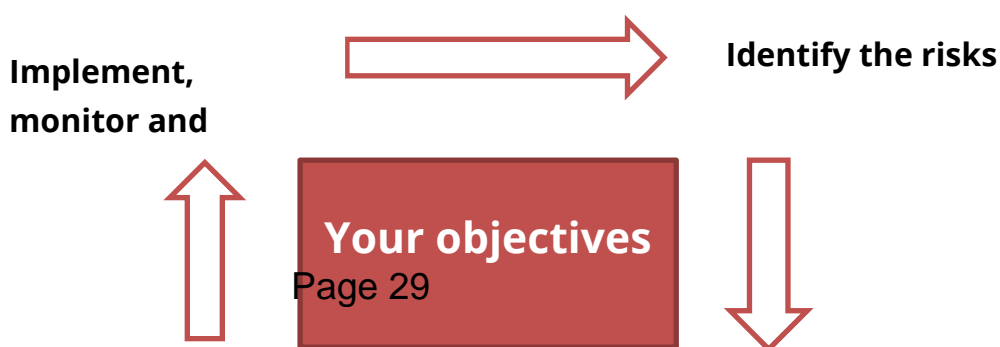 Implement,
monitor and
Identify the risks
Your objectives
Page 29